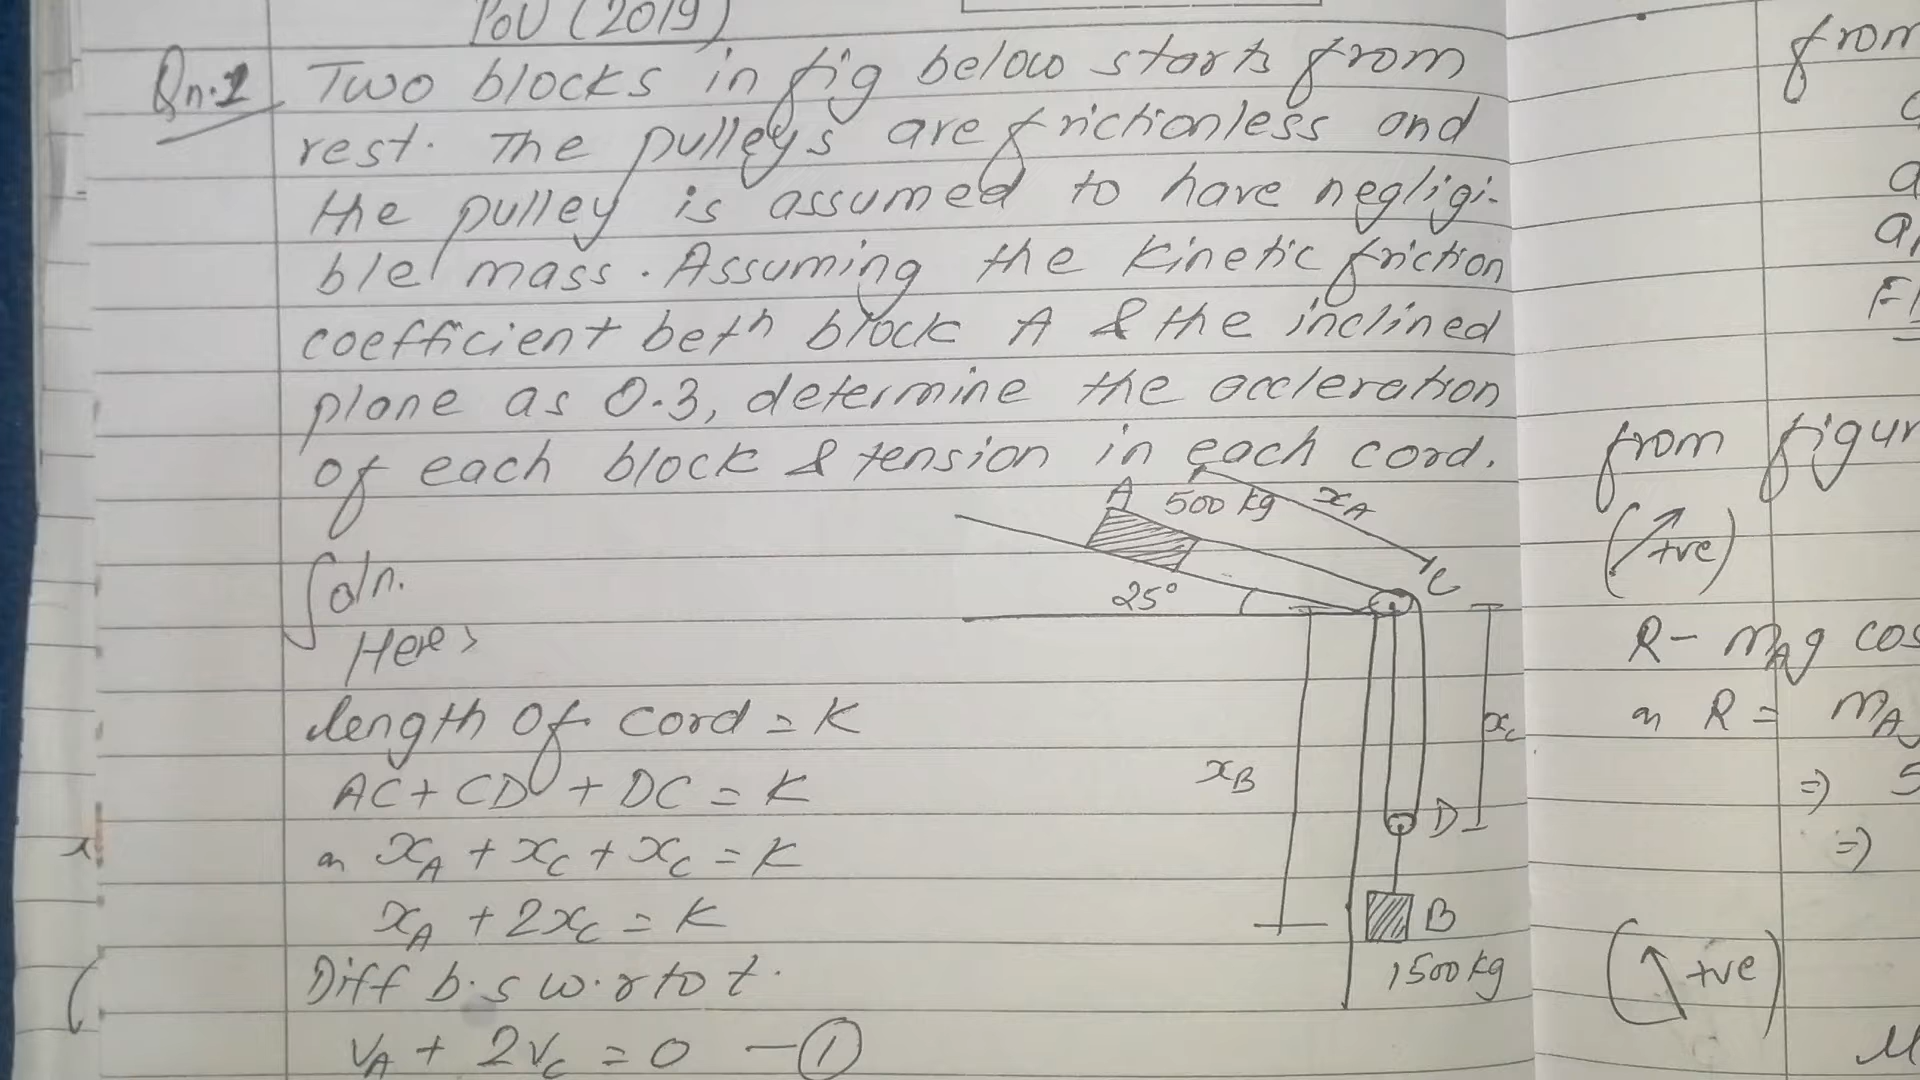 POU (2019)
Qn.1 Two blocks in fig below starts from
rest. The pulleys are frictionless and
the pulley is assumed to have negligi-
ble mass. Assuming the kinetic friction
coefficient betn block A & the inclined
plane as 0.3, determine the accleration
of each block & tension in each cord.
A 500 kg xA
C
25°
Soln.
Here,
length of cord = K
xB
xC
AC + CD + DC = K
D
xA + xC + xC = K
xA + 2xC = K
B
1500 kg
Diff b.s w.r to t.
VA + 2VC = 0 — ①
from
from figur
(↗ +ve)
R - mAg cos
R = mA
⇒ 5
⇒
(↖ +ve)